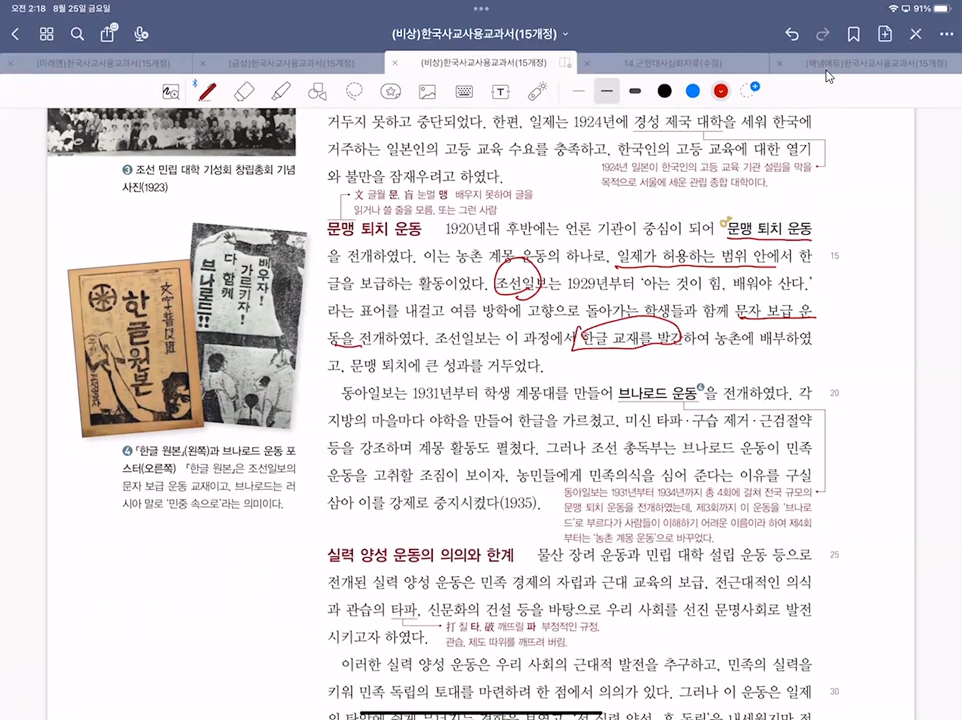 오전 2:18 8월 25일 금요일
91%
(비상)한국사교사용교과서(15개정)
(미래엔)한국사교사용교과서(15개정)
(금성)한국사교사용교과서(15개정)
(비상)한국사교사용교과서(15개정)
14.근현대사심화자료(수정)
(해냄에듀)한국사교사용교과서(15개정)
거두지 못하고 중단되었다. 한편, 일제는 1924년에 경성 제국 대학을 세워 한국에
거주하는 일본인의 고등 교육 수요를 충족하고, 한국인의 고등 교육에 대한 열기
1924년 일본이 한국인의 고등 교육 기관 설립을 막을
목적으로 서울에 세운 관립 종합 대학이다.
와 불만을 잠재우려고 하였다.
文 글월 문, 盲 눈멀 맹 배우지 못하여 글을
읽거나 쓸 줄을 모름. 또는 그런 사람
문맹 퇴치 운동 1920년대 후반에는 언론 기관이 중심이 되어 문맹 퇴치 운동
을 전개하였다. 이는 농촌 계몽 운동의 하나로, 일제가 허용하는 범위 안에서 한 15
글을 보급하는 활동이었다. 조선일보는 1929년부터 ‘아는 것이 힘, 배워야 산다.’
라는 표어를 내걸고 여름 방학에 고향으로 돌아가는 학생들과 함께 문자 보급 운
동을 전개하였다. 조선일보는 이 과정에서 한글 교재를 발간하여 농촌에 배부하였
고, 문맹 퇴치에 큰 성과를 거두었다.
동아일보는 1931년부터 학생 계몽대를 만들어 브나로드 운동❹을 전개하였다. 각 20
지방의 마을마다 야학을 만들어 한글을 가르쳤고, 미신 타파·구습 제거·근검절약
등을 강조하며 계몽 활동도 펼쳤다. 그러나 조선 총독부는 브나로드 운동이 민족
운동을 고취할 조짐이 보이자, 농민들에게 민족의식을 심어 준다는 이유를 구실
삼아 이를 강제로 중지시켰다(1935).
동아일보는 1931년부터 1934년까지 총 4회에 걸쳐 전국 규모의
문맹 퇴치 운동을 전개하였는데, 제3회까지 이 운동을 ‘브나로
드’로 부르다가 사람들이 이해하기 어려운 이름이라 하여 제4회
부터는 ‘농촌 계몽 운동’으로 바꾸었다.
실력 양성 운동의 의의와 한계 물산 장려 운동과 민립 대학 설립 운동 등으로 25
전개된 실력 양성 운동은 민족 경제의 자립과 근대 교육의 보급, 전근대적인 의식
과 관습의 타파, 신문화의 건설 등을 바탕으로 우리 사회를 선진 문명사회로 발전
打 칠 타, 破 깨뜨릴 파 부정적인 규정,
관습, 제도 따위를 깨뜨려 버림.
시키고자 하였다.
이러한 실력 양성 운동은 우리 사회의 근대적 발전을 추구하고, 민족의 실력을
키워 민족 독립의 토대를 마련하려 한 점에서 의의가 있다. 그러나 이 운동은 일제 30
❸ 조선 민립 대학 기성회 창립총회 기념
사진(1923)
文字普及班
한글원본
배우자!
가르키자!
다 함께
브나로드!!
❹ 『한글 원본』(왼쪽)과 브나로드 운동 포
스터(오른쪽) 『한글 원본』은 조선일보의
문자 보급 운동 교재이고, 브나로드는 러
시아 말로 ‘민중 속으로’라는 의미이다.